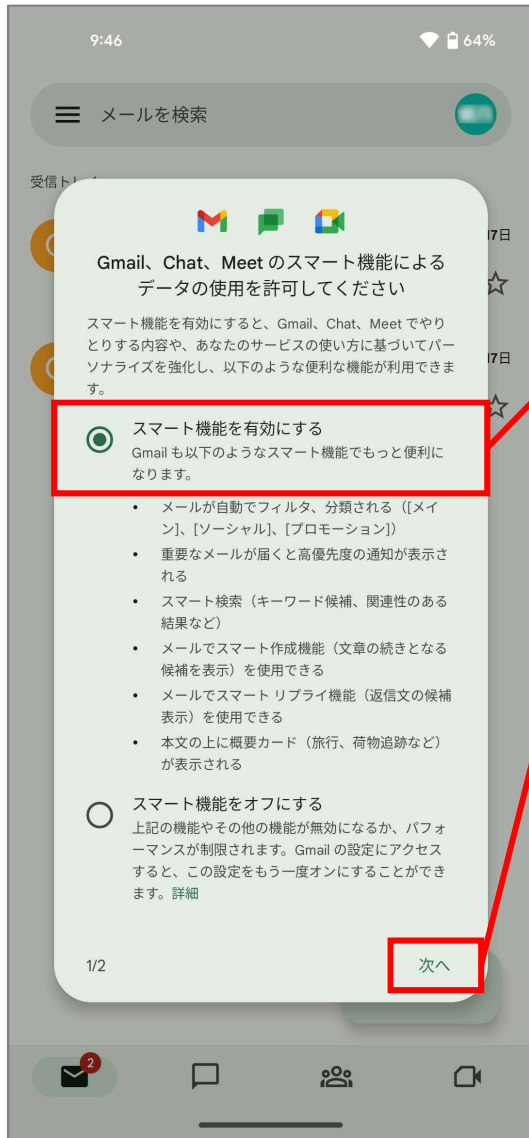 9:46
64%
メールを検索
受信トレイ
17日
Gmail、Chat、Meet のスマート機能による
データの使用を許可してください
スマート機能を有効にすると、Gmail、Chat、Meet でやり
とりする内容や、あなたのサービスの使い方に基づいてパー
ソナライズを強化し、以下のような便利な機能が利用できま
す。
17日
スマート機能を有効にする
Gmail も以下のようなスマート機能でもっと便利に
なります。
• メールが自動でフィルタ、分類される（[メイ
ン]、[ソーシャル]、[プロモーション]）
• 重要なメールが届くと高優先度の通知が表示さ
れる
• スマート検索（キーワード候補、関連性のある
結果など）
• メールでスマート作成機能（文章の続きとなる
候補を表示）を使用できる
• メールでスマート リプライ機能（返信文の候補
表示）を使用できる
• 本文の上に概要カード（旅行、荷物追跡など）
が表示される
スマート機能をオフにする
上記の機能やその他の機能が無効になるか、パフォ
ーマンスが制限されます。Gmail の設定にアクセス
すると、この設定をもう一度オンにすることができ
ます。詳細
1/2
次へ
2